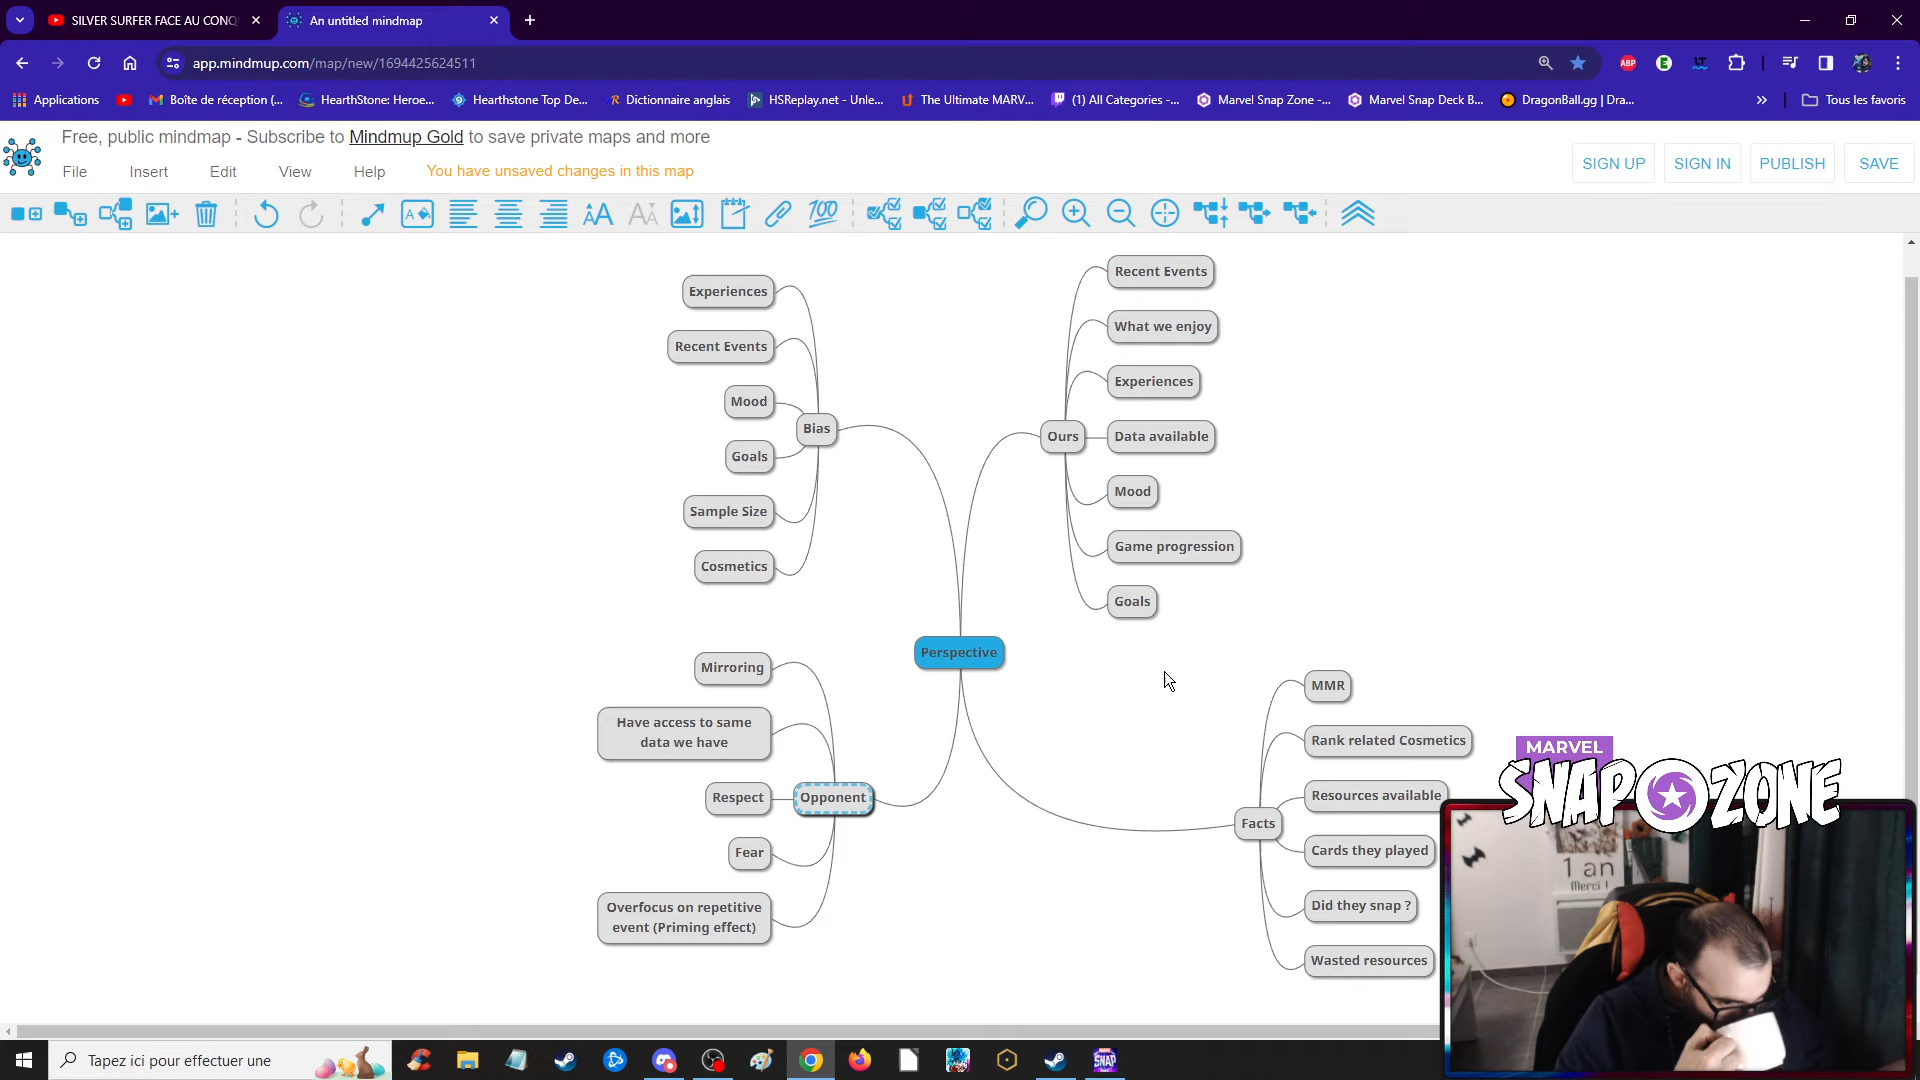 SILVER SURFER FACE AU CONQ
An untitled mindmap
app.mindmup.com/map/new/1694425624511
ABP
Applications
Boîte de réception (...
HearthStone: Heroe...
Hearthstone Top De...
Dictionnaire anglais
HSReplay.net - Unle...
The Ultimate MARV...
(1) All Categories -...
Marvel Snap Zone -...
Marvel Snap Deck B...
DragonBall.gg | Dra...
Tous les favoris
Free, public mindmap - Subscribe to Mindmup Gold to save private maps and more
SIGN UP
SIGN IN
PUBLISH
SAVE
File
Insert
Edit
View
Help
You have unsaved changes in this map
100
Experiences
Recent Events
Mood
Bias
Goals
Sample Size
Cosmetics
Recent Events
What we enjoy
Experiences
Ours
Data available
Mood
Game progression
Goals
Perspective
Mirroring
Have access to same
data we have
Respect
Opponent
Fear
Overfocus on repetitive
event (Priming effect)
MMR
Rank related Cosmetics
Resources available
Facts
Cards they played
Did they snap ?
Wasted resources
MARVEL
SNAP ZONE
1 an
Merci !
Tapez ici pour effectuer une
SNAP